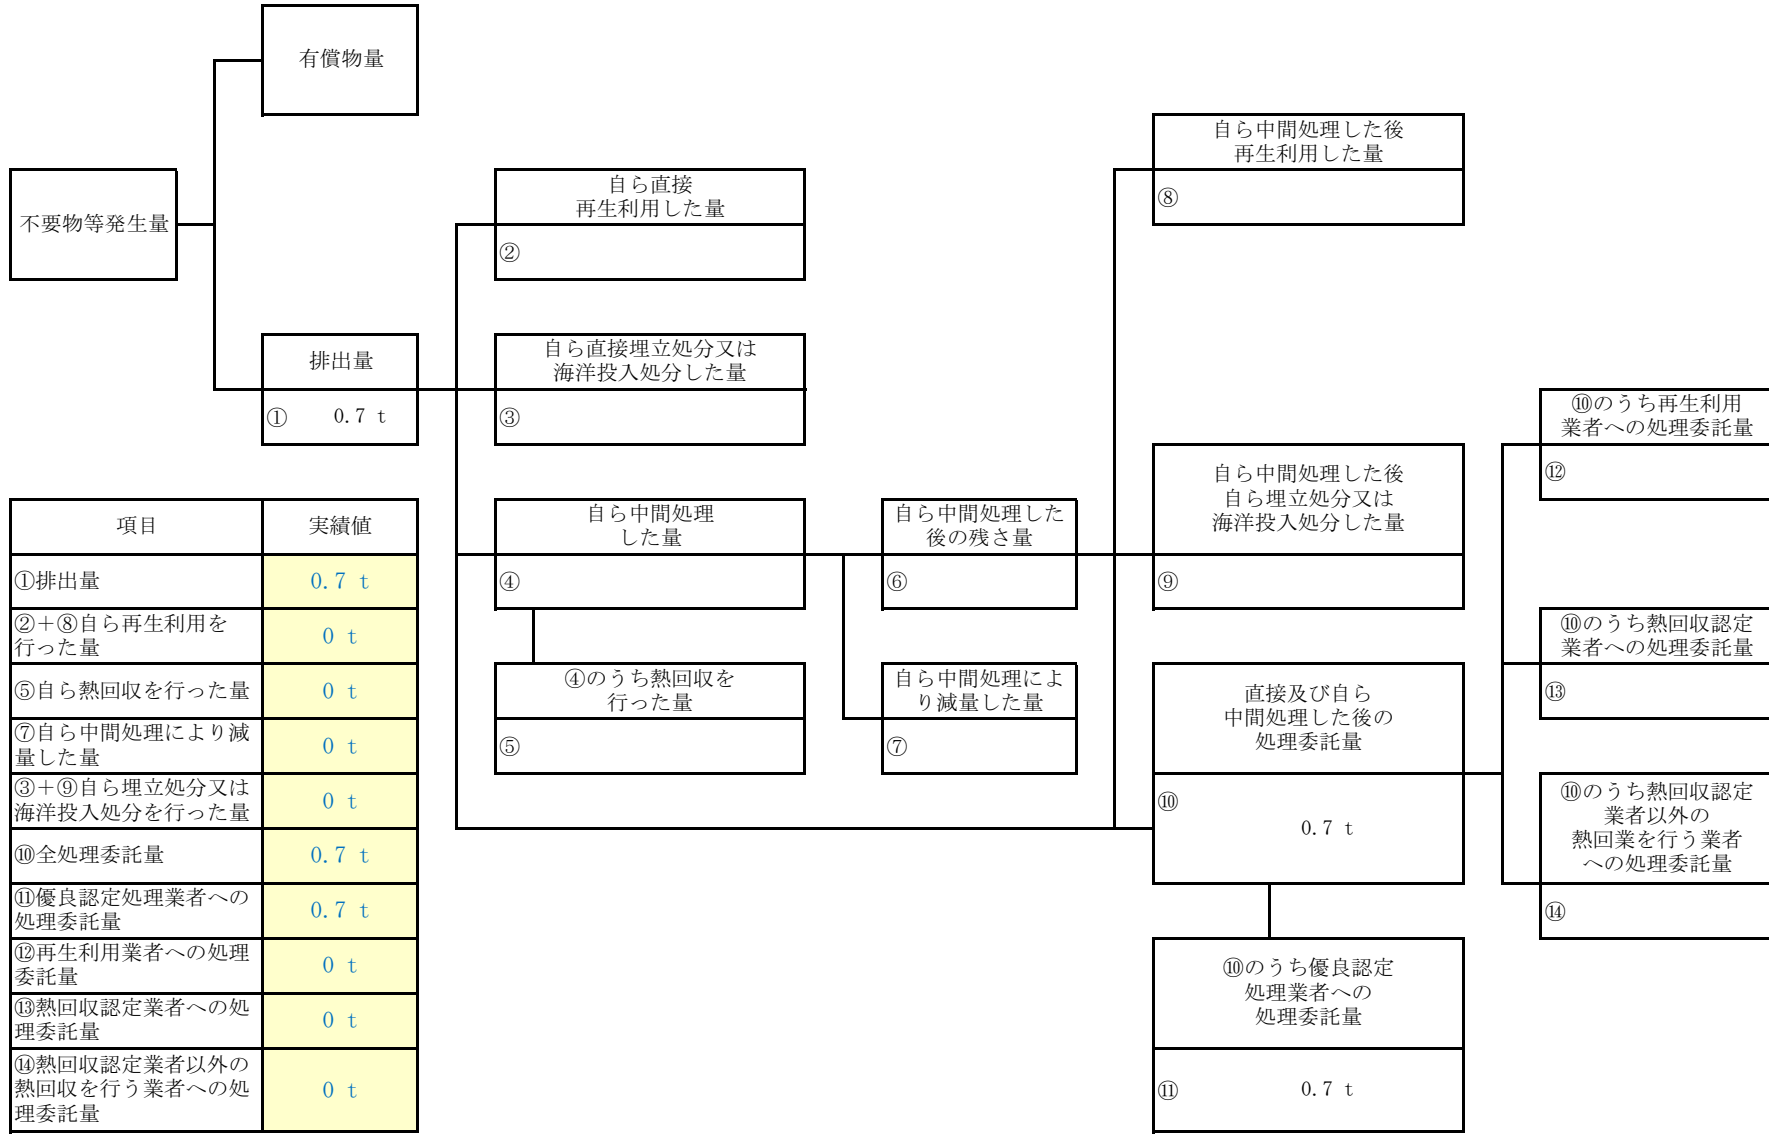 有償物量
不要物等発生量
排出量
① 0.7 t
自ら直接
再生利用した量
②
自ら直接埋立処分又は
海洋投入処分した量
③
自ら中間処理
した量
④
④のうち熱回収を
行った量
⑤
自ら中間処理した
後の残さ量
⑥
自ら中間処理によ
り減量した量
⑦
自ら中間処理した後
再生利用した量
⑧
自ら中間処理した後
自ら埋立処分又は
海洋投入処分した量
⑨
直接及び自ら
中間処理した後の
処理委託量
⑩
0.7 t
⑩のうち優良認定
処理業者への
処理委託量
⑪ 0.7 t
⑩のうち再生利用
業者への処理委託量
⑫
⑩のうち熱回収認定
業者への処理委託量
⑬
⑩のうち熱回収認定
業者以外の
熱回業を行う業者
への処理委託量
⑭
項目 実績値
①排出量 0.7 t
②＋⑧自ら再生利用を
行った量
0 t
⑤自ら熱回収を行った量 0 t
⑦自ら中間処理により減
量した量
0 t
③＋⑨自ら埋立処分又は
海洋投入処分を行った量
0 t
⑩全処理委託量 0.7 t
⑪優良認定処理業者への
処理委託量
0.7 t
⑫再生利用業者への処理
委託量
0 t
⑬熱回収認定業者への処
理委託量
0 t
⑭熱回収認定業者以外の
熱回収を行う業者への処
理委託量
0 t